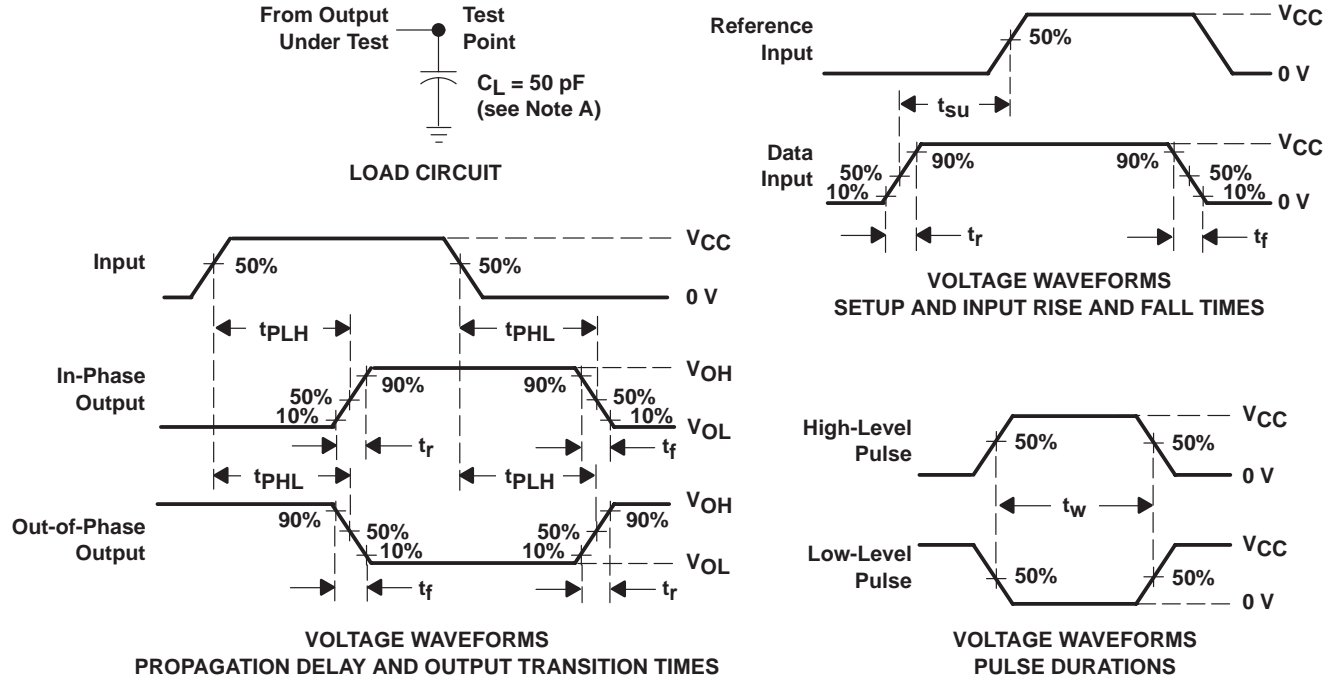 From Output
Under Test
Test
Point
CL = 50 pF
(see Note A)
LOAD CIRCUIT
Reference
Input
50%
VCC
0 V
tsu
Data
Input
50%
10%
90%
90%
50%
10%
VCC
0 V
tr
tf
VOLTAGE WAVEFORMS
SETUP AND INPUT RISE AND FALL TIMES
Input
50%
50%
VCC
0 V
tPLH
tPHL
In-Phase
Output
50%
10%
90%
90%
50%
10%
VOH
VOL
tr
tf
tPHL
tPLH
Out-of-Phase
Output
90%
50%
10%
50%
10%
90%
VOH
VOL
tf
tr
VOLTAGE WAVEFORMS
PROPAGATION DELAY AND OUTPUT TRANSITION TIMES
High-Level
Pulse
50%
50%
VCC
0 V
tw
Low-Level
Pulse
50%
50%
VCC
0 V
VOLTAGE WAVEFORMS
PULSE DURATIONS